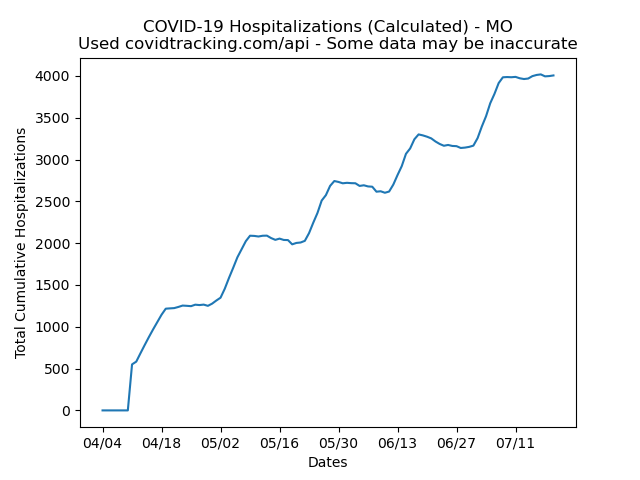 COVID-19 Hospitalizations (Calculated) - MO
Used covidtracking.com/api - Some data may be inaccurate
Total Cumulative Hospitalizations
4000
3500
3000
2500
2000
1500
1000
500
0
04/04 04/18 05/02 05/16 05/30 06/13 06/27 07/11
Dates